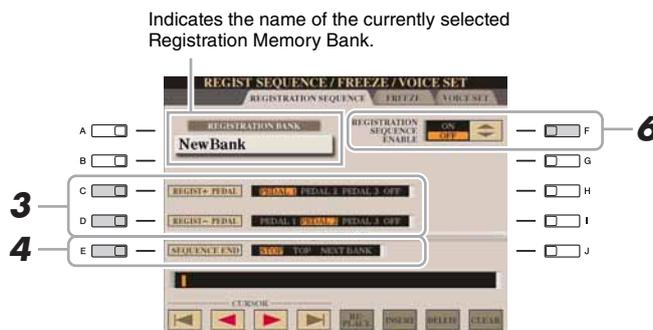 Indicates the name of the currently selected
Registration Memory Bank.
REGIST SEQUENCE / FREEZE / VOICE SET
REGISTRATION SEQUENCE FREEZE VOICE SET
REGISTRATION BANK
NewBank
REGISTRATION
SEQUENCE
ENABLE
ON
OFF
6
A
B
C
D
E
F
G
H
I
J
3
REGIST+ PEDAL PEDAL 1 PEDAL 2 PEDAL 3 OFF
REGIST– PEDAL PEDAL 1 PEDAL 2 PEDAL 3 OFF
4
SEQUENCE END STOP TOP NEXT BANK
CURSOR
RE-
PLACE
INSERT
DELETE
CLEAR